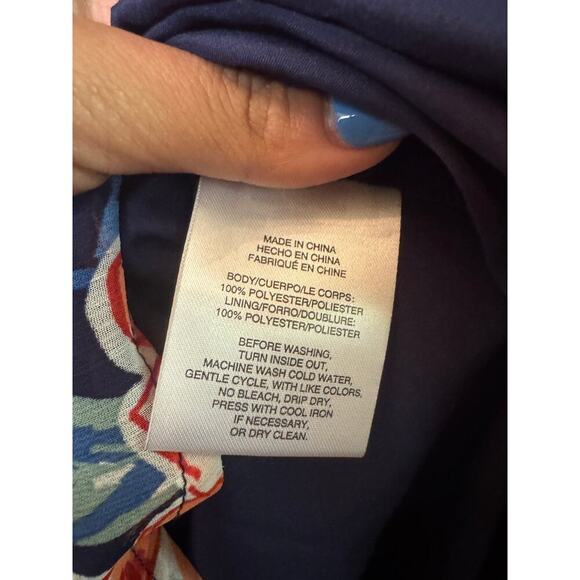 MADE IN CHINA
HECHO EN CHINA
FABRIQUÉ EN CHINE
BODY/CUERPO/LE CORPS:
100% POLYESTER/POLIESTER
LINING/FORRO/DOUBLURE:
100% POLYESTER/POLIESTER
BEFORE WASHING,
TURN INSIDE OUT,
MACHINE WASH COLD WATER,
GENTLE CYCLE, WITH LIKE COLORS,
NO BLEACH, DRIP DRY,
PRESS WITH COOL IRON
IF NECESSARY,
OR DRY CLEAN.